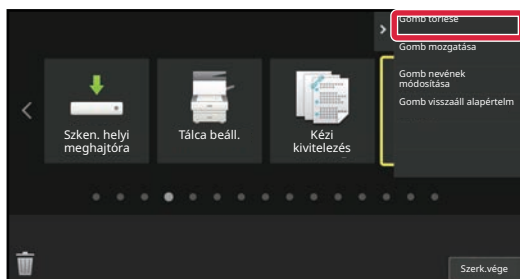 Gomb törlése
Gomb mozgatása
Gomb nevének
módosítása
Gomb visszaáll alapértelm
Szken. helyi
meghajtóra
Tálca beáll.
Kézi
kivitelezés
Szerk.vége